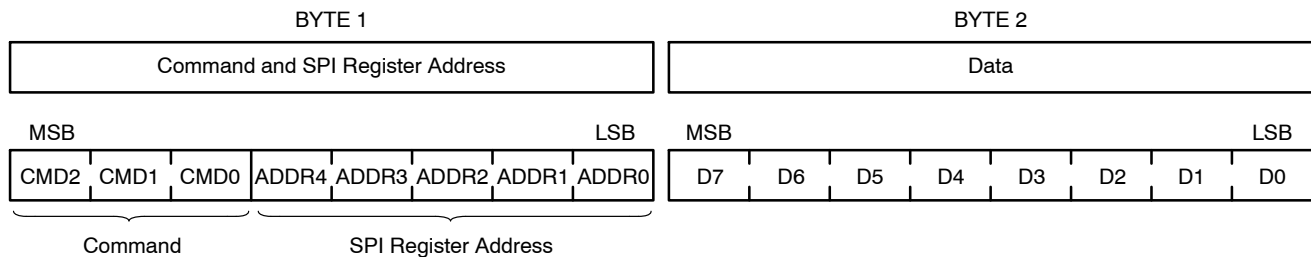 BYTE 1 BYTE 2
Command and SPI Register Address Data
MSB LSB MSB LSB
CMD2 CMD1 CMD0 ADDR4 ADDR3 ADDR2 ADDR1 ADDR0 D7 D6 D5 D4 D3 D2 D1 D0
Command SPI Register Address